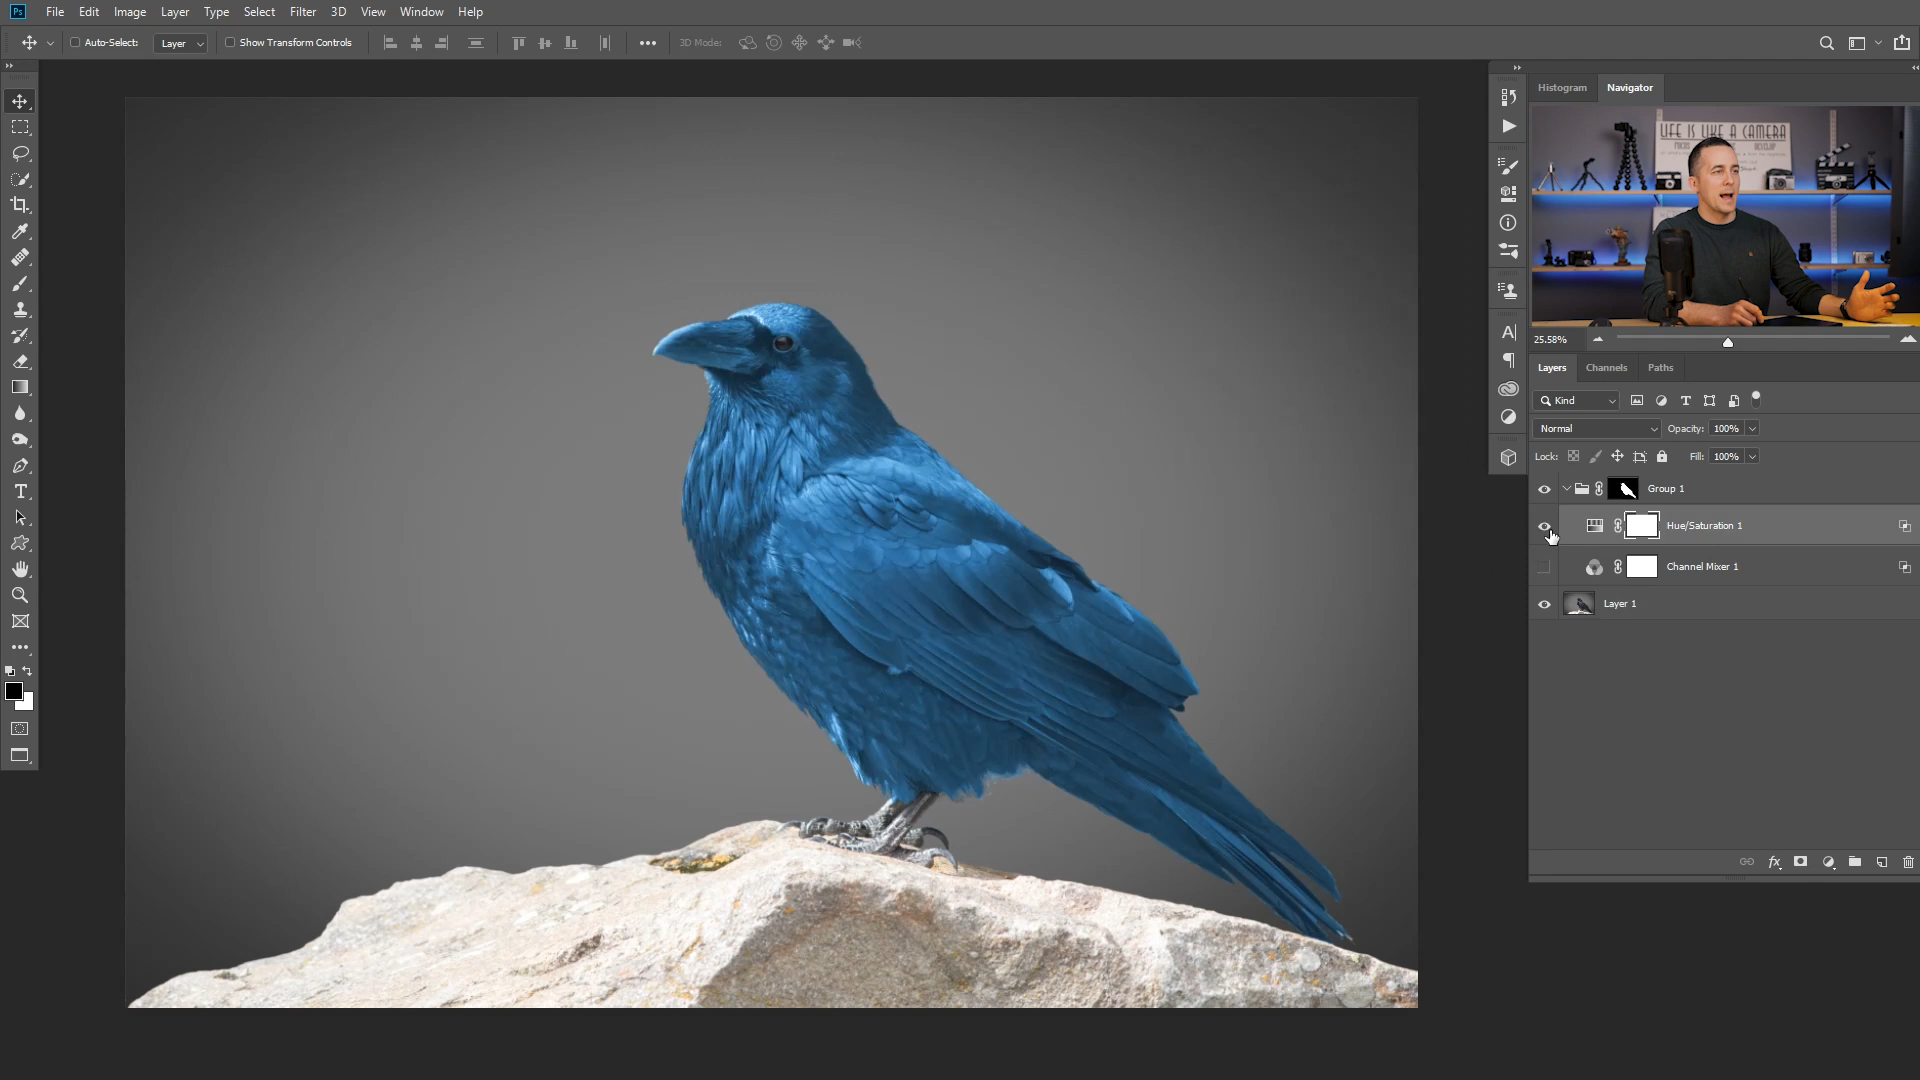 Ps File Edit Image Layer Type Select Filter 3D View Window Help
Auto-Select: Layer Show Transform Controls 3D Mode:
Histogram Navigator
LIFE IS LIKE A CAMERA
25.58%
Layers Channels Paths
Kind
Normal Opacity: 100%
Lock: Fill: 100%
Group 1
Hue/Saturation 1
Channel Mixer 1
Layer 1